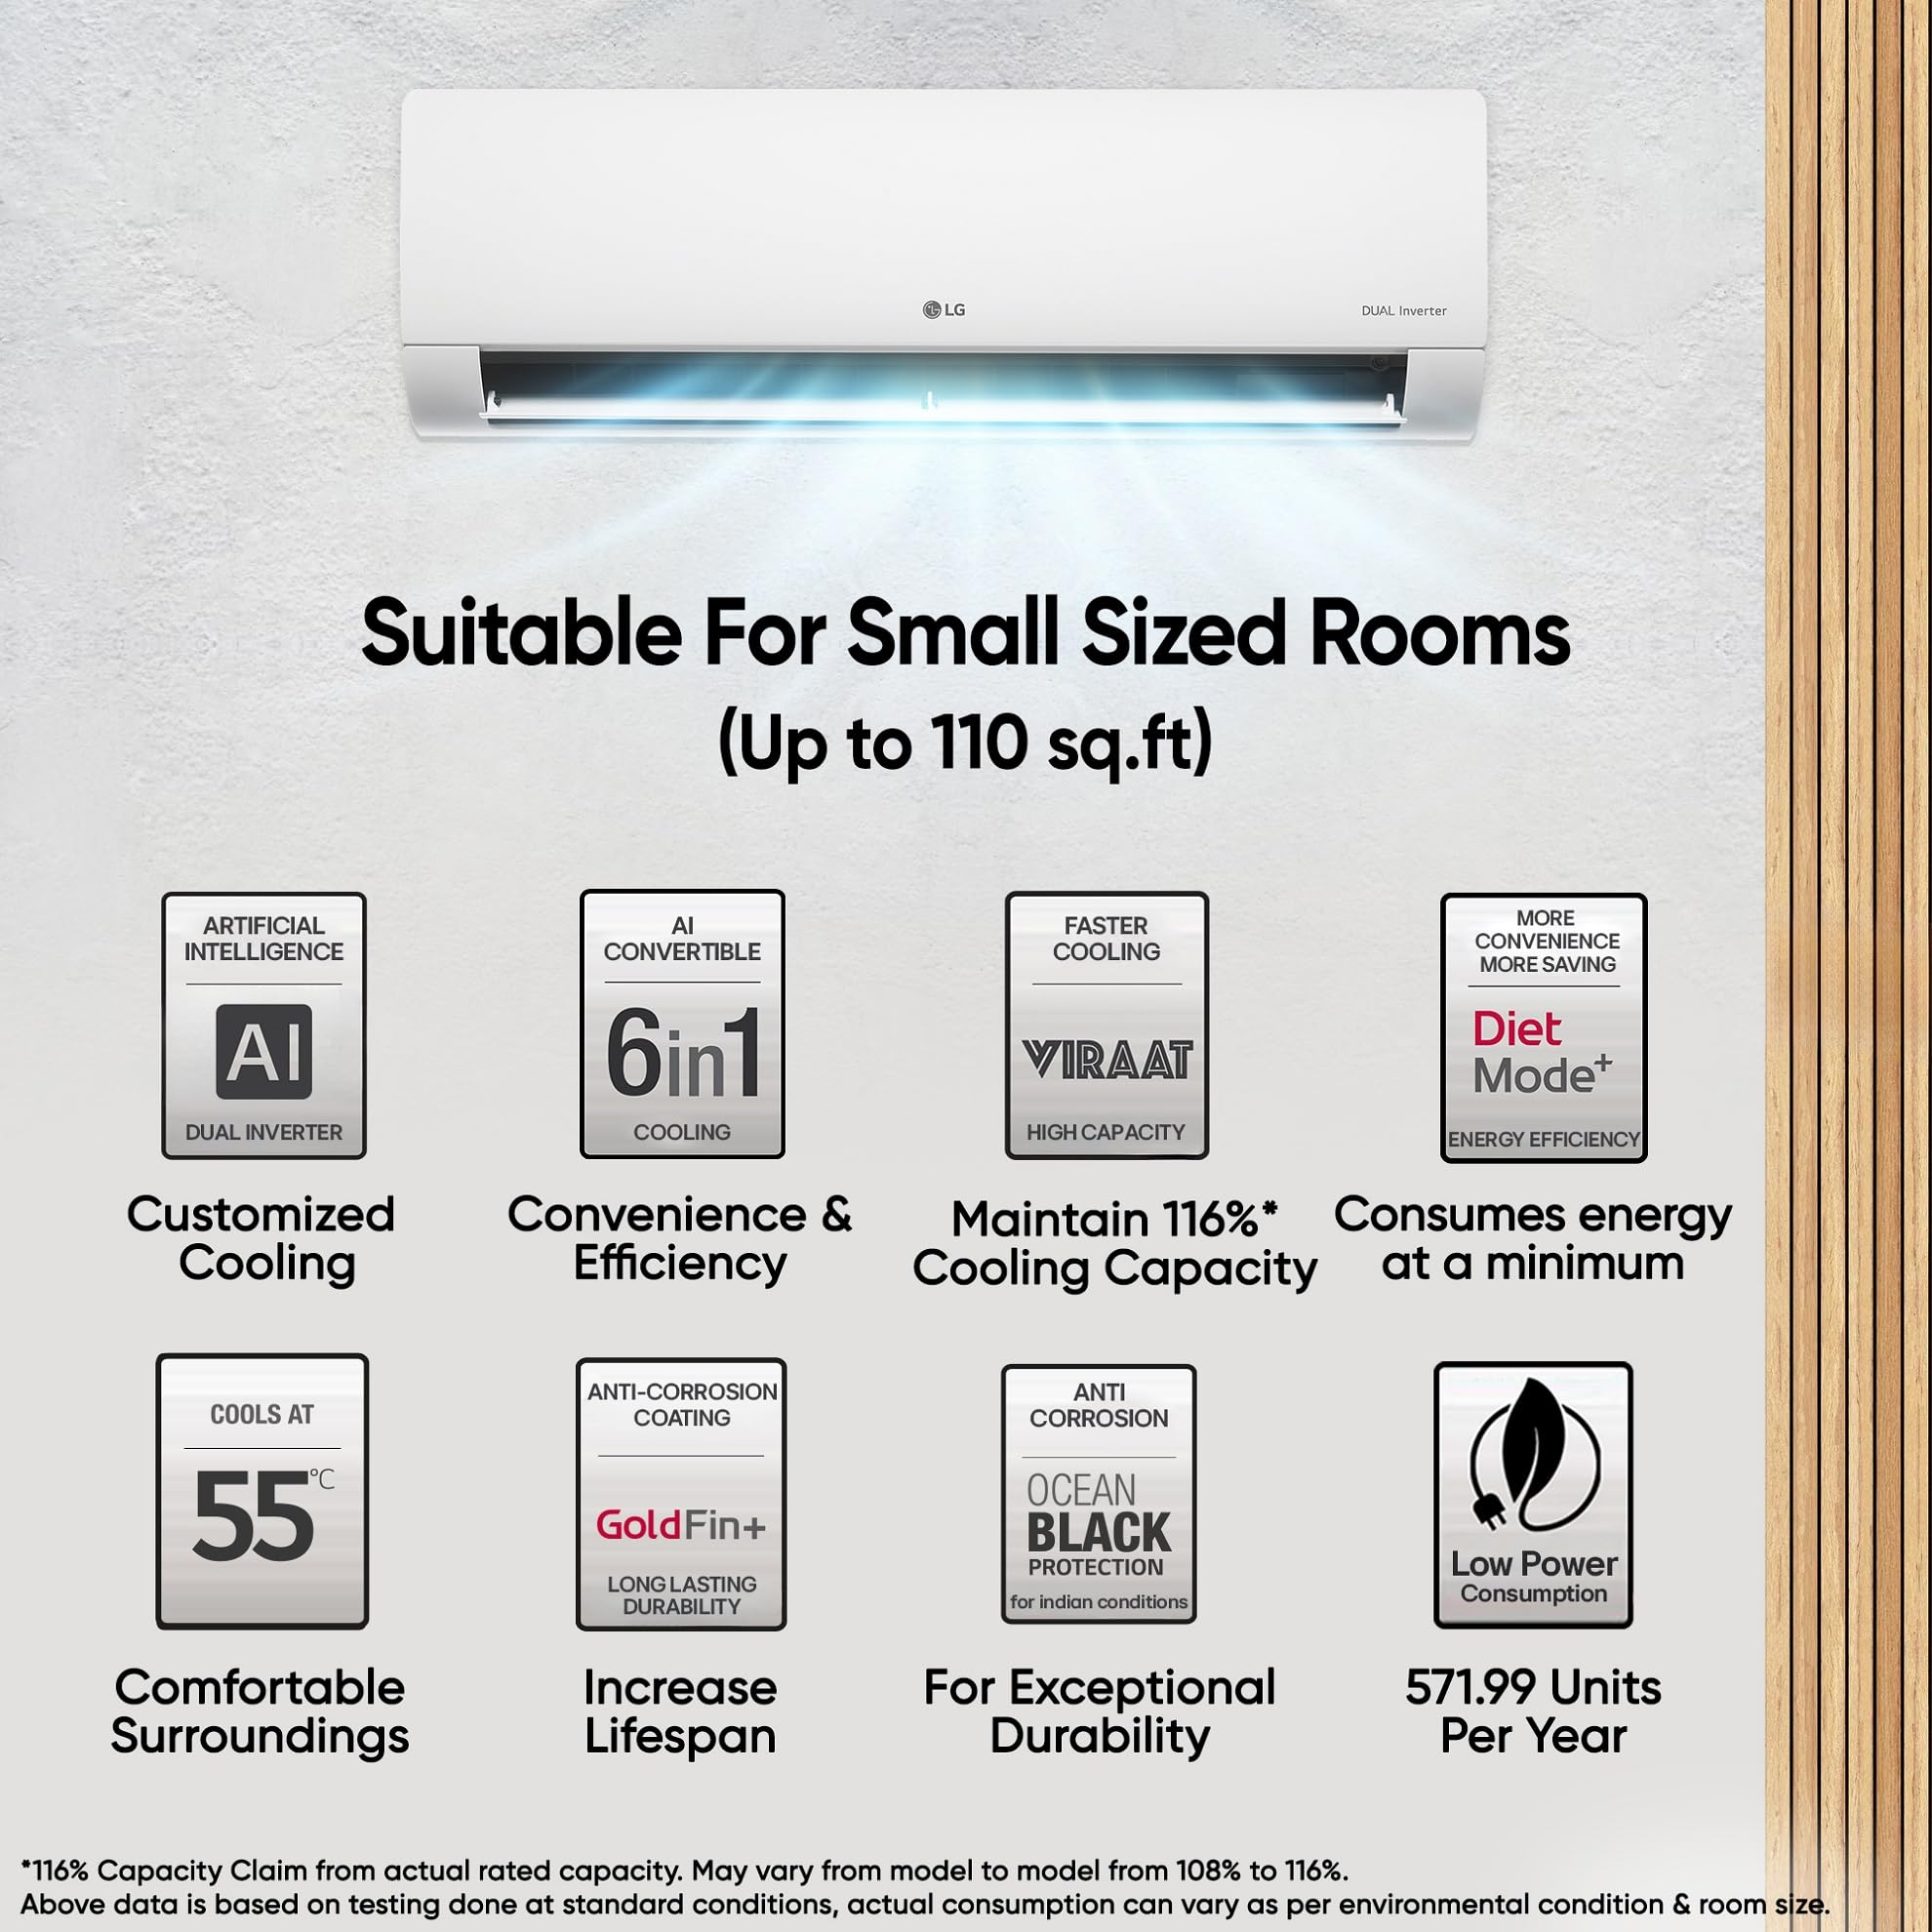 LG
DUAL Inverter
Suitable For Small Sized Rooms
(Up to 110 sq.ft)
ARTIFICIAL
INTELLIGENCE
AI
DUAL INVERTER
Customized
Cooling
AI
CONVERTIBLE
6in1
COOLING
Convenience &
Efficiency
FASTER
COOLING
VIRAAT
HIGH CAPACITY
Maintain 116%*
Cooling Capacity
MORE
CONVENIENCE
MORE SAVING
Diet
Mode+
ENERGY EFFICIENCY
Consumes energy
at a minimum
COOLS AT
55°C
Comfortable
Surroundings
ANTI-CORROSION
COATING
GoldFin+
LONG LASTING
DURABILITY
Increase
Lifespan
ANTI
CORROSION
OCEAN
BLACK
PROTECTION
for indian conditions
For Exceptional
Durability
Low Power
Consumption
571.99 Units
Per Year
*116% Capacity Claim from actual rated capacity. May vary from model to model from 108% to 116%.
Above data is based on testing done at standard conditions, actual consumption can vary as per environmental condition & room size.